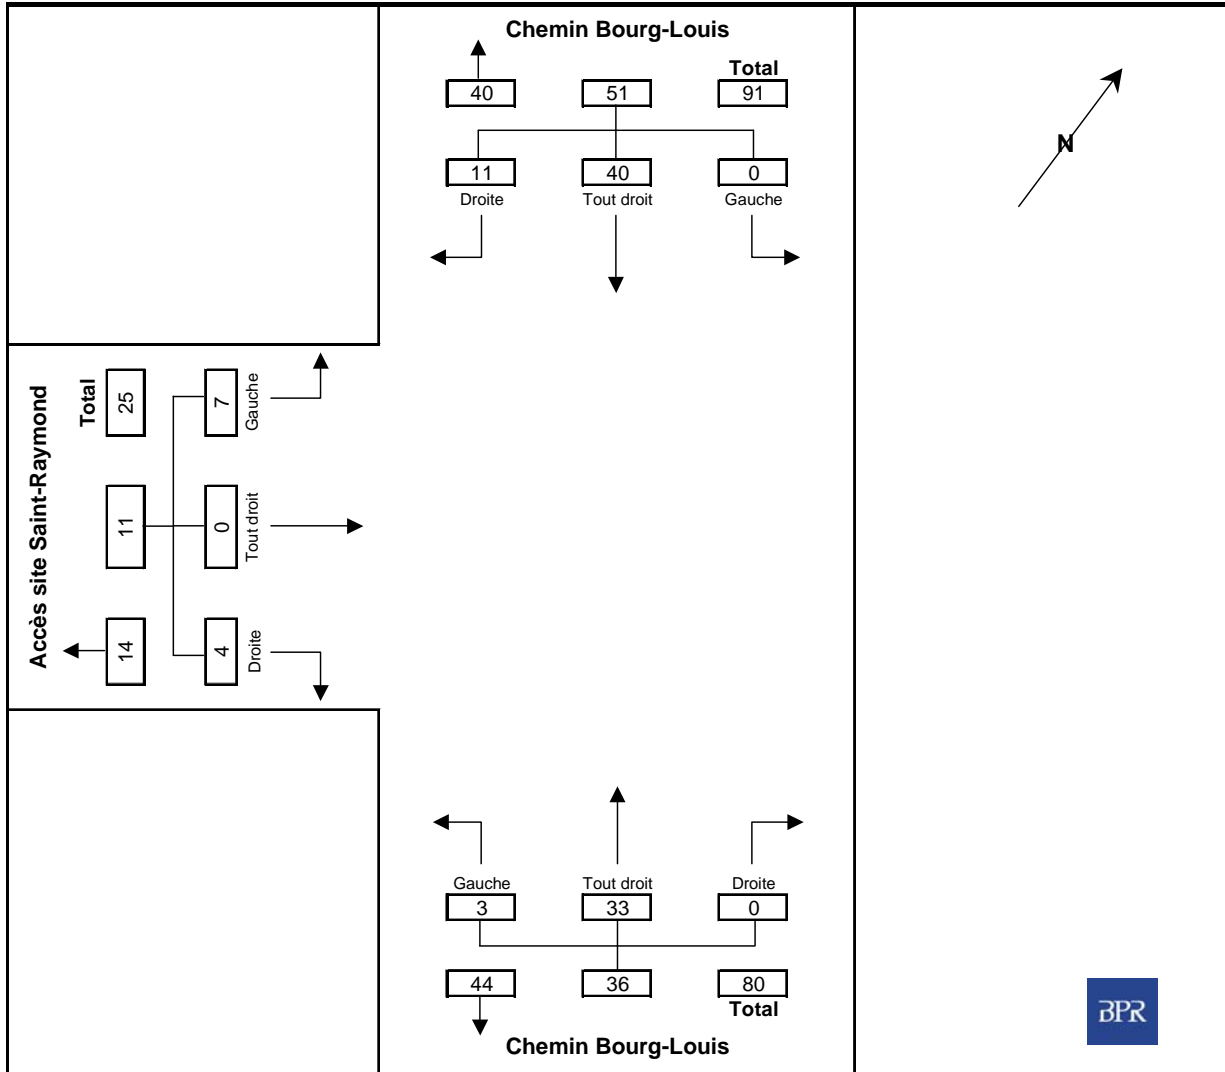 Chemin Bourg-Louis
Total
40 51 91
N
11 40 0
Droite Tout droit Gauche
Accès site Saint-Raymond
Total
25
7
Gauche
11
0
Tout droit
14
4
Droite
Gauche Tout droit Droite
3 33 0
44 36 80
Total
Chemin Bourg-Louis
BPR